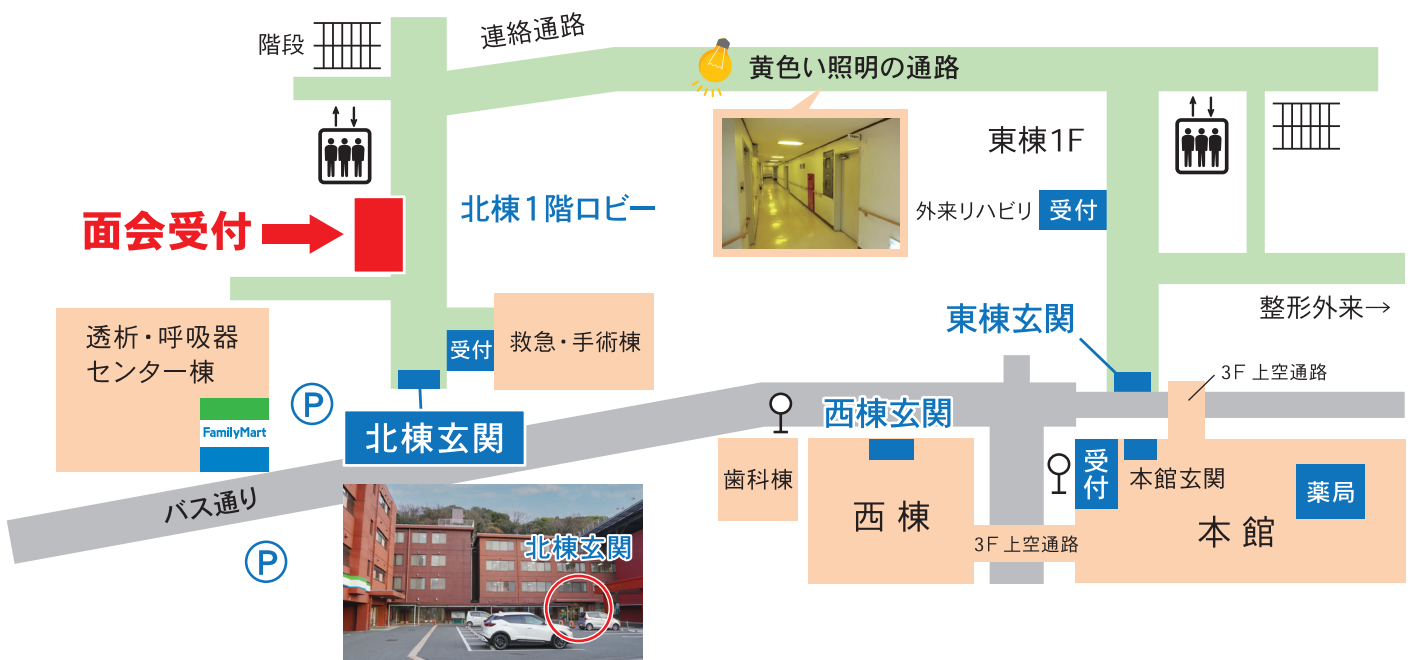 階段
連絡通路
黄色い照明の通路
東棟1F
外来リハビリ
受付
北棟1階ロビー
面会受付
整形外来→
透析・呼吸器
センター棟
FamilyMart
P
受付
救急・手術棟
北棟玄関
東棟玄関
3F 上空通路
西棟玄関
歯科棟
西棟
受付
本館玄関
薬局
本館
3F 上空通路
バス通り
P
北棟玄関